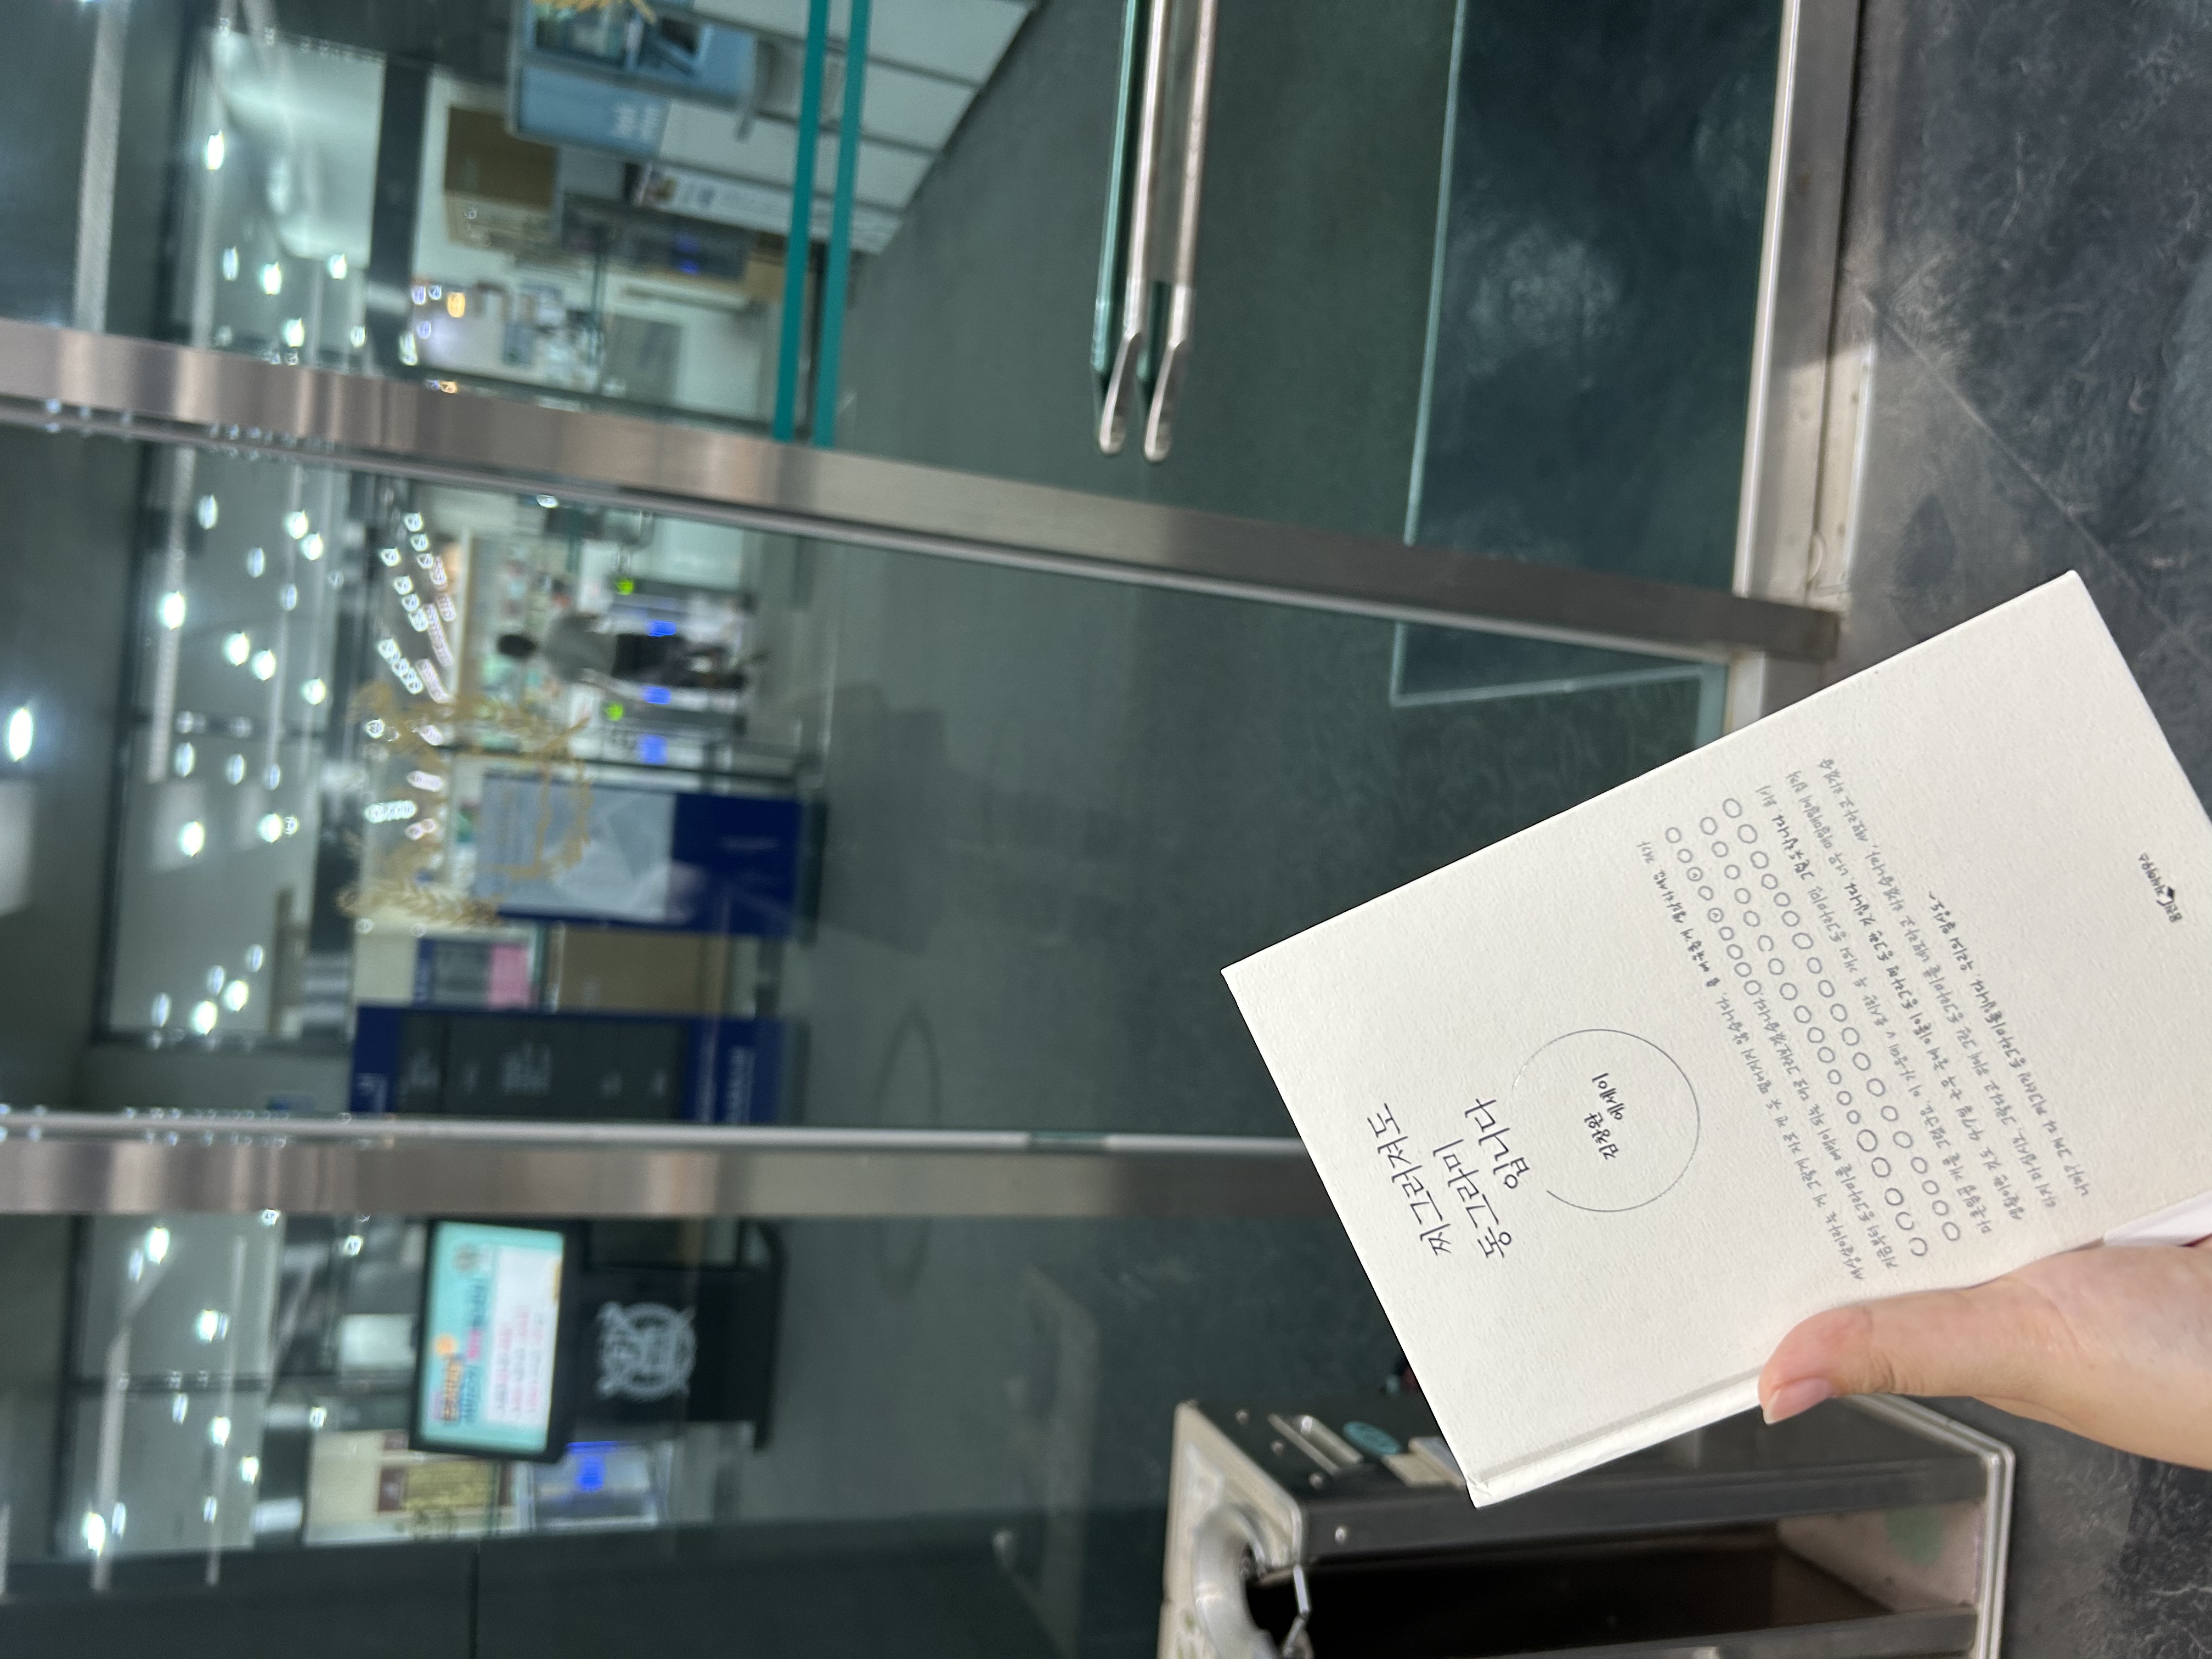 찌그러져도
동그라미
입니다
김창완
에세이
세상살이라는 게 그렇게 자로 잰 듯 떨어지지 않습니다. 좀 여유롭게 생각하세요. 제가
지금부터 동그라미를 여백이 되는 대로 그려보겠습니다.○○○○○○○○
○○○○○○○○○○○○○○○○○○
○○○○○○○○○○○○○○○○○○○
마흔일곱 개를 그렸군요. 이 가운데 v 표시한 두 개의 동그라미만 그럴듯합니다. 회사
생활이란 것도 47일 근무 중에 이틀이 동그라면 동그란 것입니다. 너무 매일매일에 집착
하지 마십시오. 그렇다고 위에 그린 동그라미를 네모라고 하겠습니까, 세모라고 하겠습
니까? 그저 다 찌그러진 동그라미들입니다. 우리의 일상도~
웅진 지식하우스